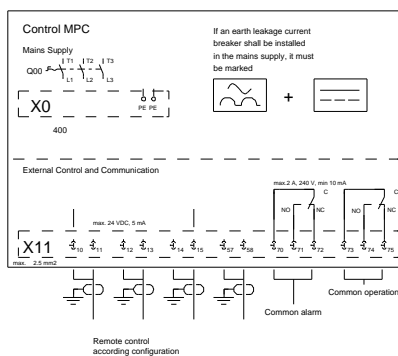 Control MPC
Mains Supply
T1 T2 T3
Q00
L1 L2 L3
X0
PE PE
400
If an earth leakage current
breaker shall be installed
in the mains supply, it must
be marked
+
External Control and Communication
max. 24 VDC, 5 mA
max.2 A, 240 V, min 10 mA
C C
NO NC NO NC
X11
10 11 12 13 14 15 57 58 70 71 72 73 74 75
max. 2.5 mm2
Common operation
Common alarm
Remote control
according configuration